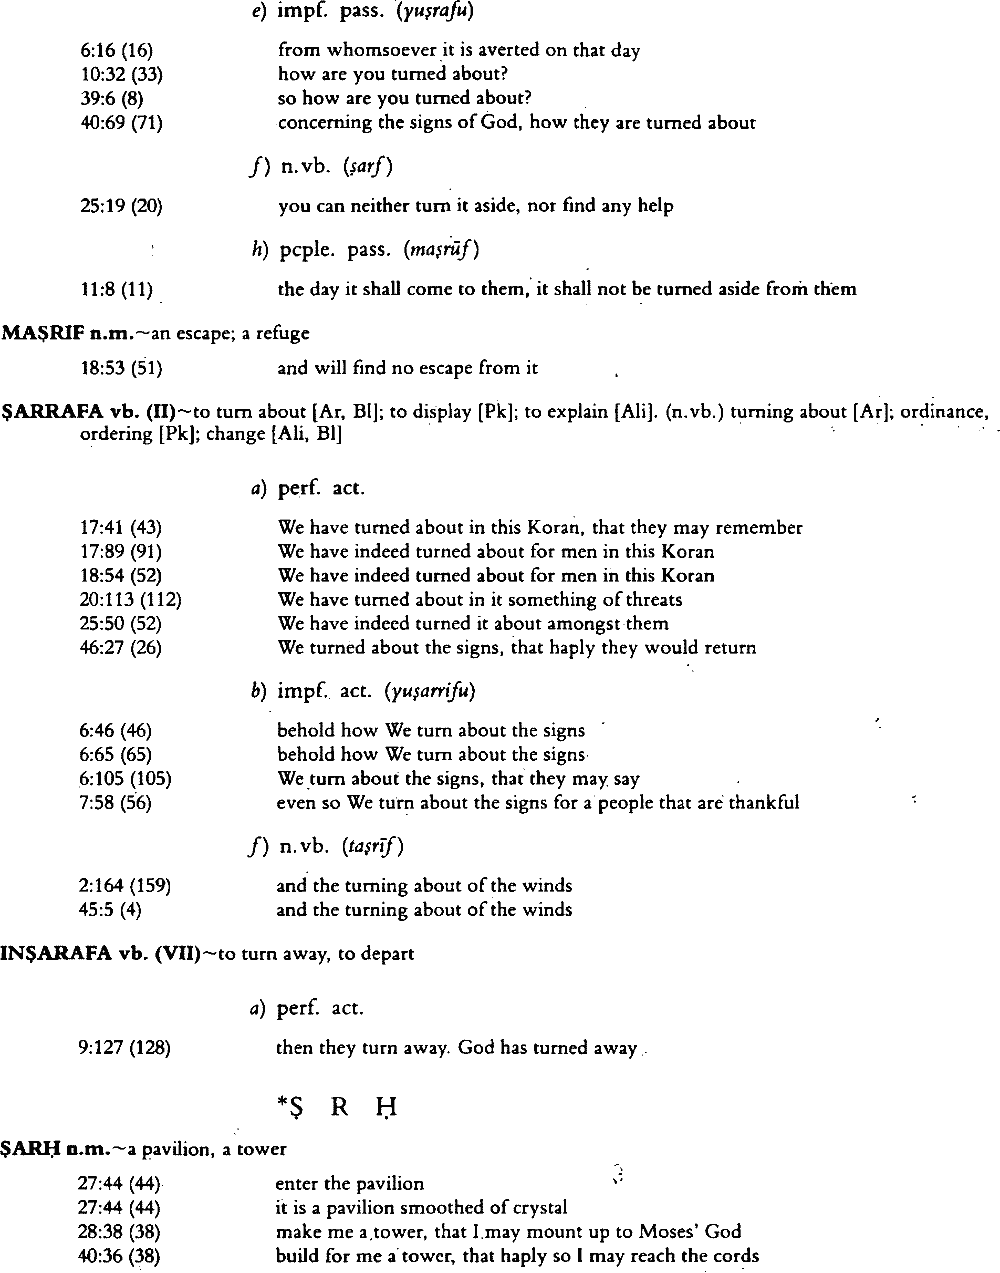 e) impf. pass. (yuṣrafu)
6:16 (16) from whomsoever it is averted on that day
10:32 (33) how are you turned about?
39:6 (8) so how are you turned about?
40:69 (71) concerning the signs of God, how they are turned about
f) n.vb. (ṣarf)
25:19 (20) you can neither turn it aside, nor find any help
h) pcple. pass. (maṣrūf)
11:8 (11) the day it shall come to them, it shall not be turned aside from them
MAṢRIF n.m.~an escape; a refuge
18:53 (51) and will find no escape from it
ṢARRAFA vb. (II)~to turn about [Ar, Bl]; to display [Pk]; to explain [Ali]. (n.vb.) turning about [Ar]; ordinance,
ordering [Pk]; change [Ali, Bl]
a) perf. act.
17:41 (43) We have turned about in this Koran, that they may remember
17:89 (91) We have indeed turned about for men in this Koran
18:54 (52) We have indeed turned about for men in this Koran
20:113 (112) We have turned about in it something of threats
25:50 (52) We have indeed turned it about amongst them
46:27 (26) We turned about the signs, that haply they would return
b) impf. act. (yuṣarrifu)
6:46 (46) behold how We turn about the signs
6:65 (65) behold how We turn about the signs
6:105 (105) We turn about the signs, that they may say
7:58 (56) even so We turn about the signs for a people that are thankful
f) n.vb. (taṣrīf)
2:164 (159) and the turning about of the winds
45:5 (4) and the turning about of the winds
INṢARAFA vb. (VII)~to turn away, to depart
a) perf. act.
9:127 (128) then they turn away. God has turned away
*Ṣ R Ḥ
ṢARḤ n.m.~a pavilion, a tower
27:44 (44) enter the pavilion
27:44 (44) it is a pavilion smoothed of crystal
28:38 (38) make me a tower, that I may mount up to Moses' God
40:36 (38) build for me a tower, that haply so I may reach the cords